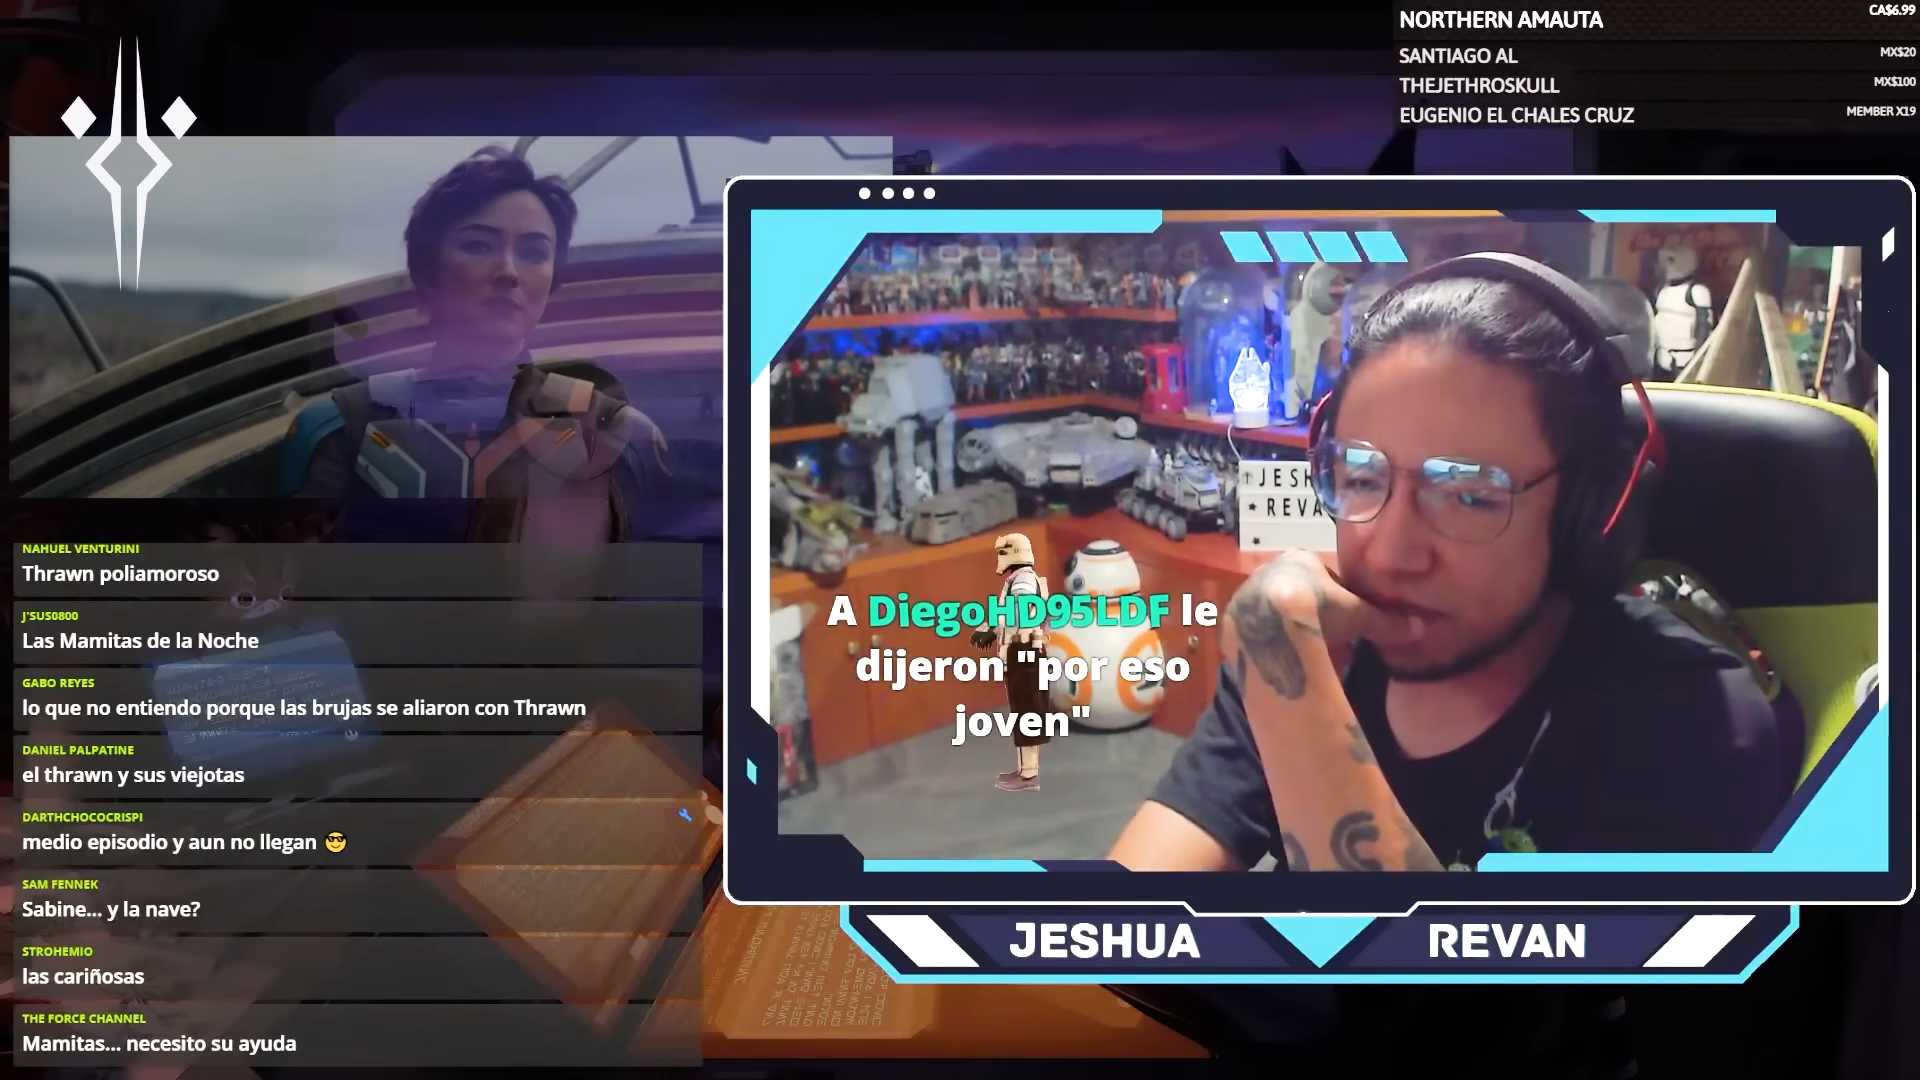 NORTHERN AMAUTA CA$6.99
SANTIAGO AL MX$20
THEJETHROSKULL MX$100
EUGENIO EL CHALES CRUZ MEMBER X19
JESH
REVA
A DiegoHD95LDF le
dijeron "por eso
joven"
NAHUEL VENTURINI
Thrawn poliamoroso
J'SUS0800
Las Mamitas de la Noche
GABO REYES
lo que no entiendo porque las brujas se aliaron con Thrawn
DANIEL PALPATINE
el thrawn y sus viejotas
DARTHCHOCOCRISPI
medio episodio y aun no llegan 😎
SAM FENNEK
Sabine... y la nave?
STROHEMIO
las cariñosas
THE FORCE CHANNEL
Mamitas... necesito su ayuda
JESHUA REVAN